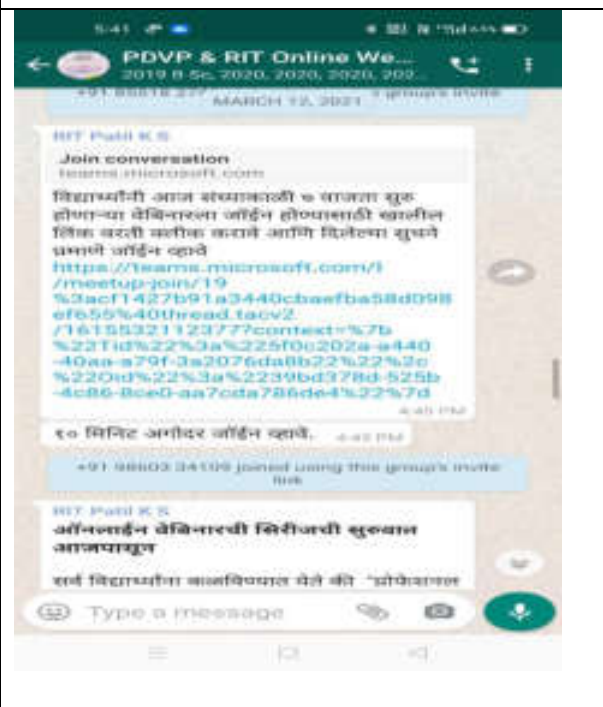 5:41
PDVP & RIT Online We...
2019 B Sc, 2020, 2020, 2020, 202...
group's invite
MARCH 12, 2021
RIT Patil K S
Join conversation
teams.microsoft.com
विद्यार्थ्यांनी आज संध्याकाळी ७ वाजता सुरु
होणाऱ्या वेबिनारला जॉईन होण्यासाठी खालील
लिंक वरती क्लीक करावे आणि दिलेल्या सुचने
प्रमाणे जॉईन व्हावे
https://teams.microsoft.com/l
/meetup-join/19
%3acf1427b91a3440cbaefba58d098
ef655%40thread.tacv2
/1615532112377?context=%7b
%22Tid%22%3a%225f0c202a-a440
-40aa-a79f-3a2076da8b22%22%2c
%22Oid%22%3a%2239bd378d-525b
-4c86-8ce0-aa7cda786de4%22%7d
4:45 PM
१० मिनिट अगोदर जॉईन व्हावे. 4:45 PM
+91 98603 34109 joined using this group's invite
link
RIT Patil K S
ऑनलाईन वेबिनारची सिरीजची सुरुवात
आजपासून
सर्व विद्यार्थ्यांना कळविण्यात येते की "प्रोफेशनल
Type a message